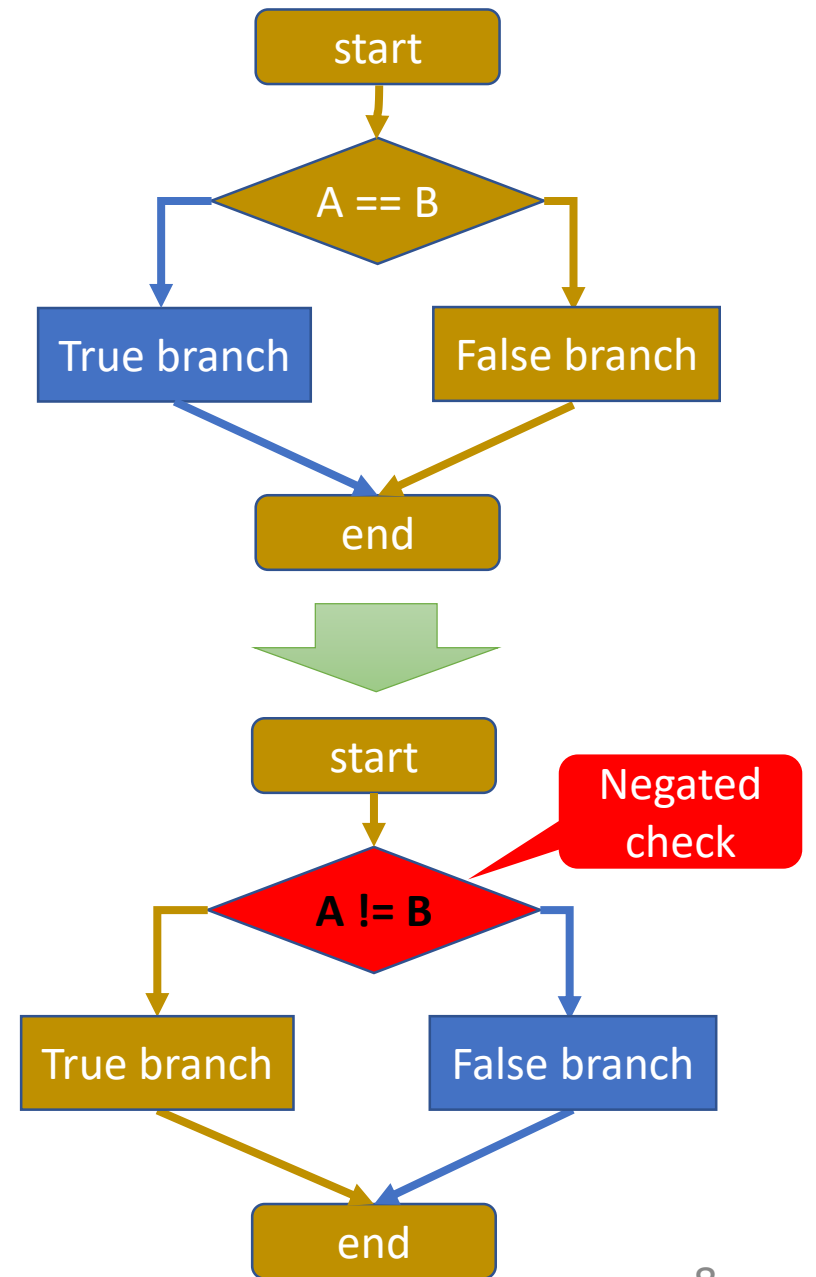 start
A == B
True branch
False branch
end
start
Negated
check
A != B
True branch
False branch
end